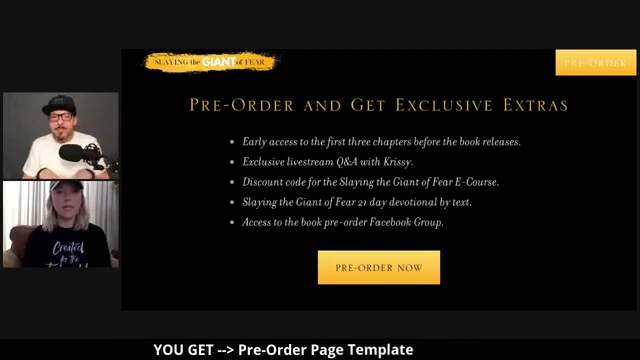 SLAYING the GIANT of FEAR
PRE-ORDER
PRE-ORDER AND GET EXCLUSIVE EXTRAS
Early access to the first three chapters before the book releases.
Exclusive livestream Q&A with Krissy.
Discount code for the Slaying the Giant of Fear E-Course.
Slaying the Giant of Fear 21 day devotional by text.
Access to the book pre-order Facebook Group.
PRE-ORDER NOW
Created
for the
YOU GET --> Pre-Order Page Template